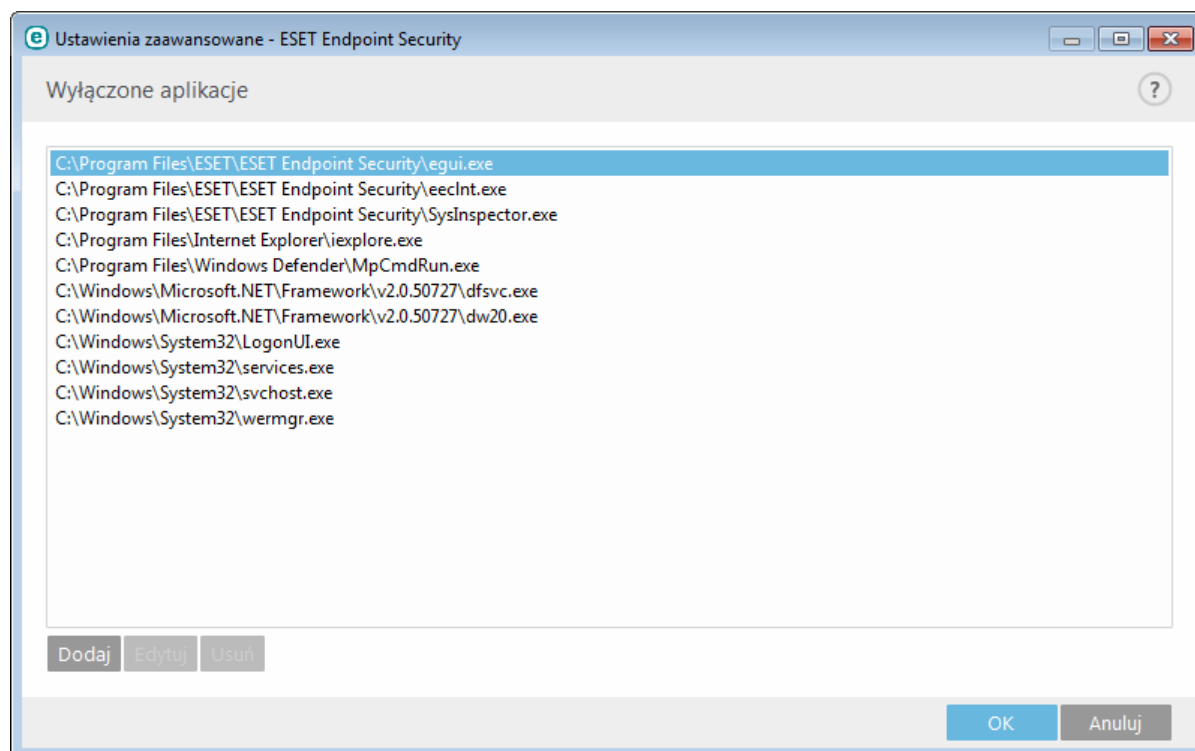 Ustawienia zaawansowane - ESET Endpoint Security
Wyłączone aplikacje
?
C:\Program Files\ESET\ESET Endpoint Security\egui.exe
C:\Program Files\ESET\ESET Endpoint Security\eeclnt.exe
C:\Program Files\ESET\ESET Endpoint Security\SysInspector.exe
C:\Program Files\Internet Explorer\iexplore.exe
C:\Program Files\Windows Defender\MpCmdRun.exe
C:\Windows\Microsoft.NET\Framework\v2.0.50727\dfsvc.exe
C:\Windows\Microsoft.NET\Framework\v2.0.50727\dw20.exe
C:\Windows\System32\LogonUI.exe
C:\Windows\System32\services.exe
C:\Windows\System32\svchost.exe
C:\Windows\System32\wermgr.exe
Dodaj Edytuj Usuń
OK Anuluj